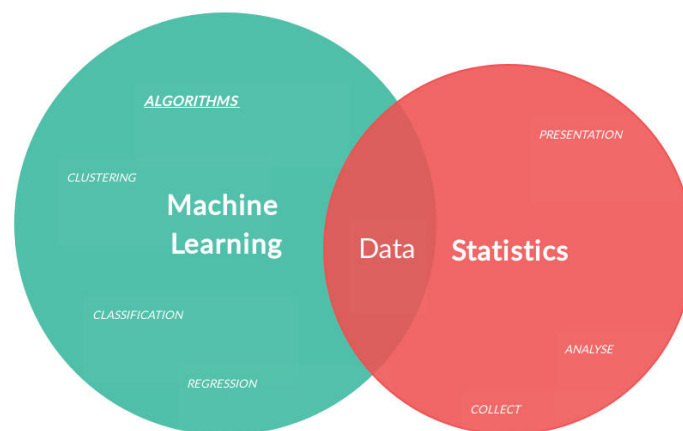 ALGORITHMS
PRESENTATION
CLUSTERING
Machine
Learning
Data
Statistics
CLASSIFICATION
ANALYSE
REGRESSION
COLLECT